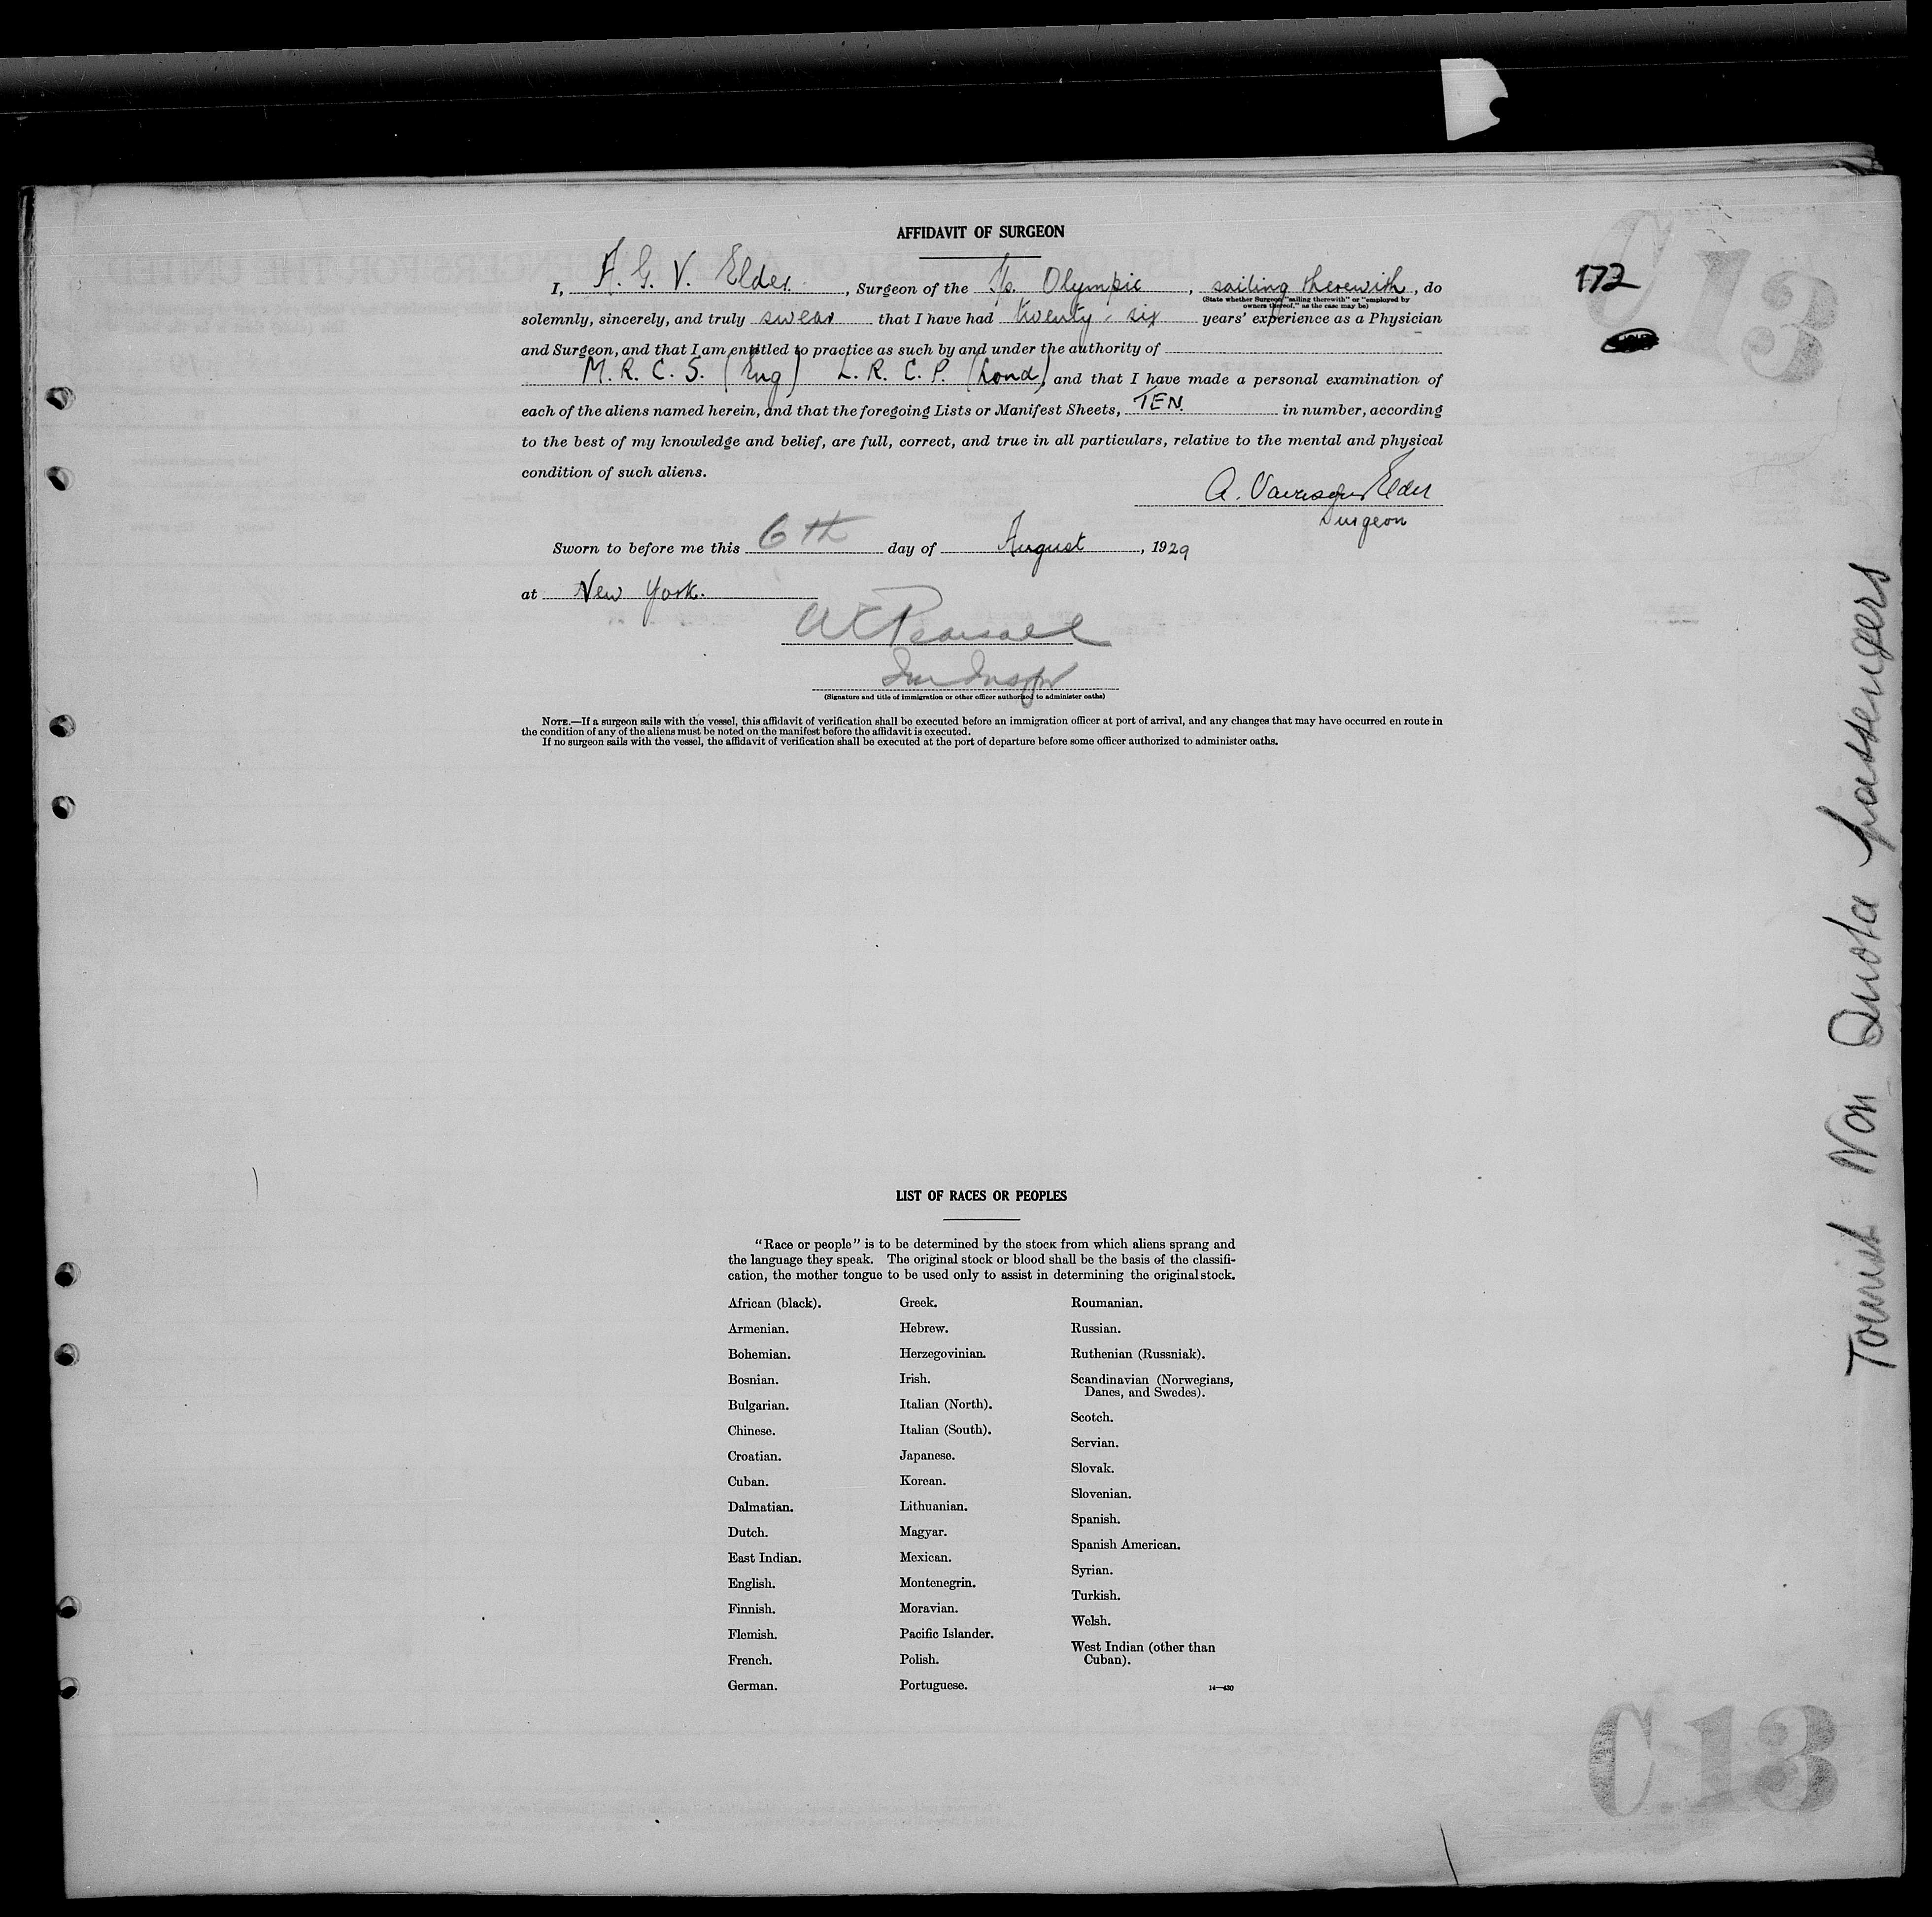 AFFIDAVIT OF SURGEON
I, A. G. V. Elder, Surgeon of the S/s. Olympic, sailing therewith, do
(State whether Surgeon "sailing therewith" or "employed by
owners thereof," as the case may be)
172
C 13
solemnly, sincerely, and truly swear that I have had twenty-six years' experience as a Physician
and Surgeon, and that I am entitled to practice as such by and under the authority of
M. R. C. S. (Eng) L. R. C. P. (Lond) and that I have made a personal examination of
each of the aliens named herein, and that the foregoing Lists or Manifest Sheets, TEN. in number, according
to the best of my knowledge and belief, are full, correct, and true in all particulars, relative to the mental and physical
condition of such aliens.
A. Elder
Surgeon
Sworn to before me this 6th day of August, 1929
at New York.
Pearsall
(Signature and title of immigration or other officer authorized to administer oaths)
NOTE.—If a surgeon sails with the vessel, this affidavit of verification shall be executed before an immigration officer at port of arrival, and any changes that may have occurred en route in
the condition of any of the aliens must be noted on the manifest before the affidavit is executed.
If no surgeon sails with the vessel, the affidavit of verification shall be executed at the port of departure before some officer authorized to administer oaths.
Tourist Non Quota passengers
LIST OF RACES OR PEOPLES
"Race or people" is to be determined by the stock from which aliens sprang and
the language they speak. The original stock or blood shall be the basis of the classifi-
cation, the mother tongue to be used only to assist in determining the original stock.
African (black).
Armenian.
Bohemian.
Bosnian.
Bulgarian.
Chinese.
Croatian.
Cuban.
Dalmatian.
Dutch.
East Indian.
English.
Finnish.
Flemish.
French.
German.
Greek.
Hebrew.
Herzegovinian.
Irish.
Italian (North).
Italian (South).
Japanese.
Korean.
Lithuanian.
Magyar.
Mexican.
Montenegrin.
Moravian.
Pacific Islander.
Polish.
Portuguese.
Roumanian.
Russian.
Ruthenian (Russniak).
Scandinavian (Norwegians,
Danes, and Swedes).
Scotch.
Servian.
Slovak.
Slovenian.
Spanish.
Spanish American.
Syrian.
Turkish.
Welsh.
West Indian (other than
Cuban).
14—430
C.13